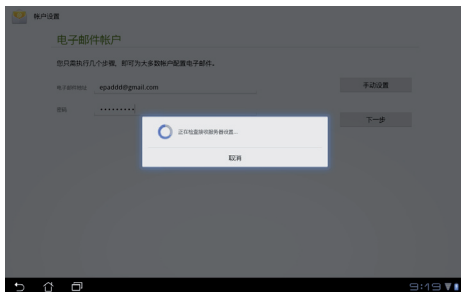 帐户设置
电子邮件帐户
您只需执行几个步骤，即可为大多数帐户配置电子邮件。
电子邮件地址 epaddd@gmail.com
手动设置
密码 •••••••••
下一步
正在检查接收服务器设置...
取消
9:19